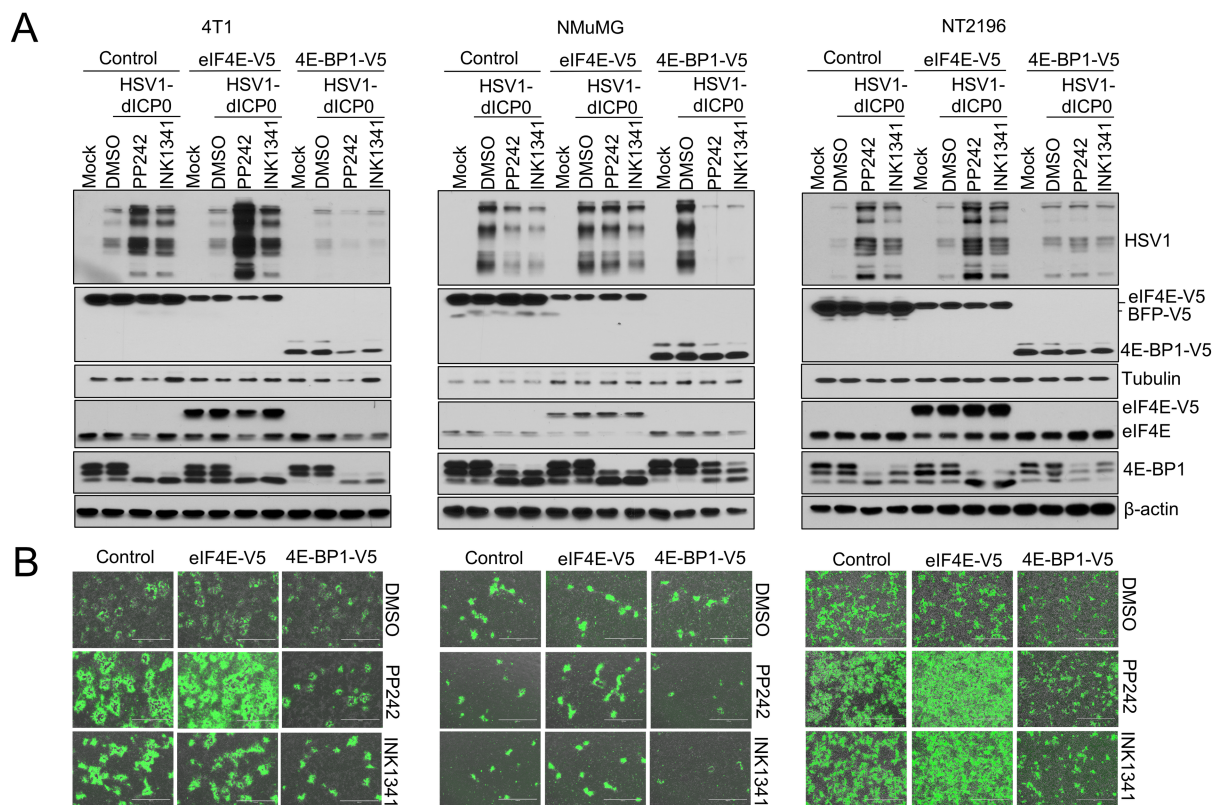 A
4T1
NMuMG
NT2196
Control eIF4E-V5 4E-BP1-V5
Control eIF4E-V5 4E-BP1-V5
Control eIF4E-V5 4E-BP1-V5
HSV1-dICP0 HSV1-dICP0 HSV1-dICP0
HSV1-dICP0 HSV1-dICP0 HSV1-dICP0
HSV1-dICP0 HSV1-dICP0 HSV1-dICP0
Mock DMSO PP242 INK1341 Mock DMSO PP242 INK1341 Mock DMSO PP242 INK1341
Mock DMSO PP242 INK1341 Mock DMSO PP242 INK1341 Mock DMSO PP242 INK1341
Mock DMSO PP242 INK1341 Mock DMSO PP242 INK1341 Mock DMSO PP242 INK1341
HSV1
eIF4E-V5
BFP-V5
4E-BP1-V5
Tubulin
eIF4E-V5
eIF4E
4E-BP1
β-actin
B
Control eIF4E-V5 4E-BP1-V5
Control eIF4E-V5 4E-BP1-V5
Control eIF4E-V5 4E-BP1-V5
DMSO
DMSO
DMSO
PP242
PP242
PP242
INK1341
INK1341
INK1341